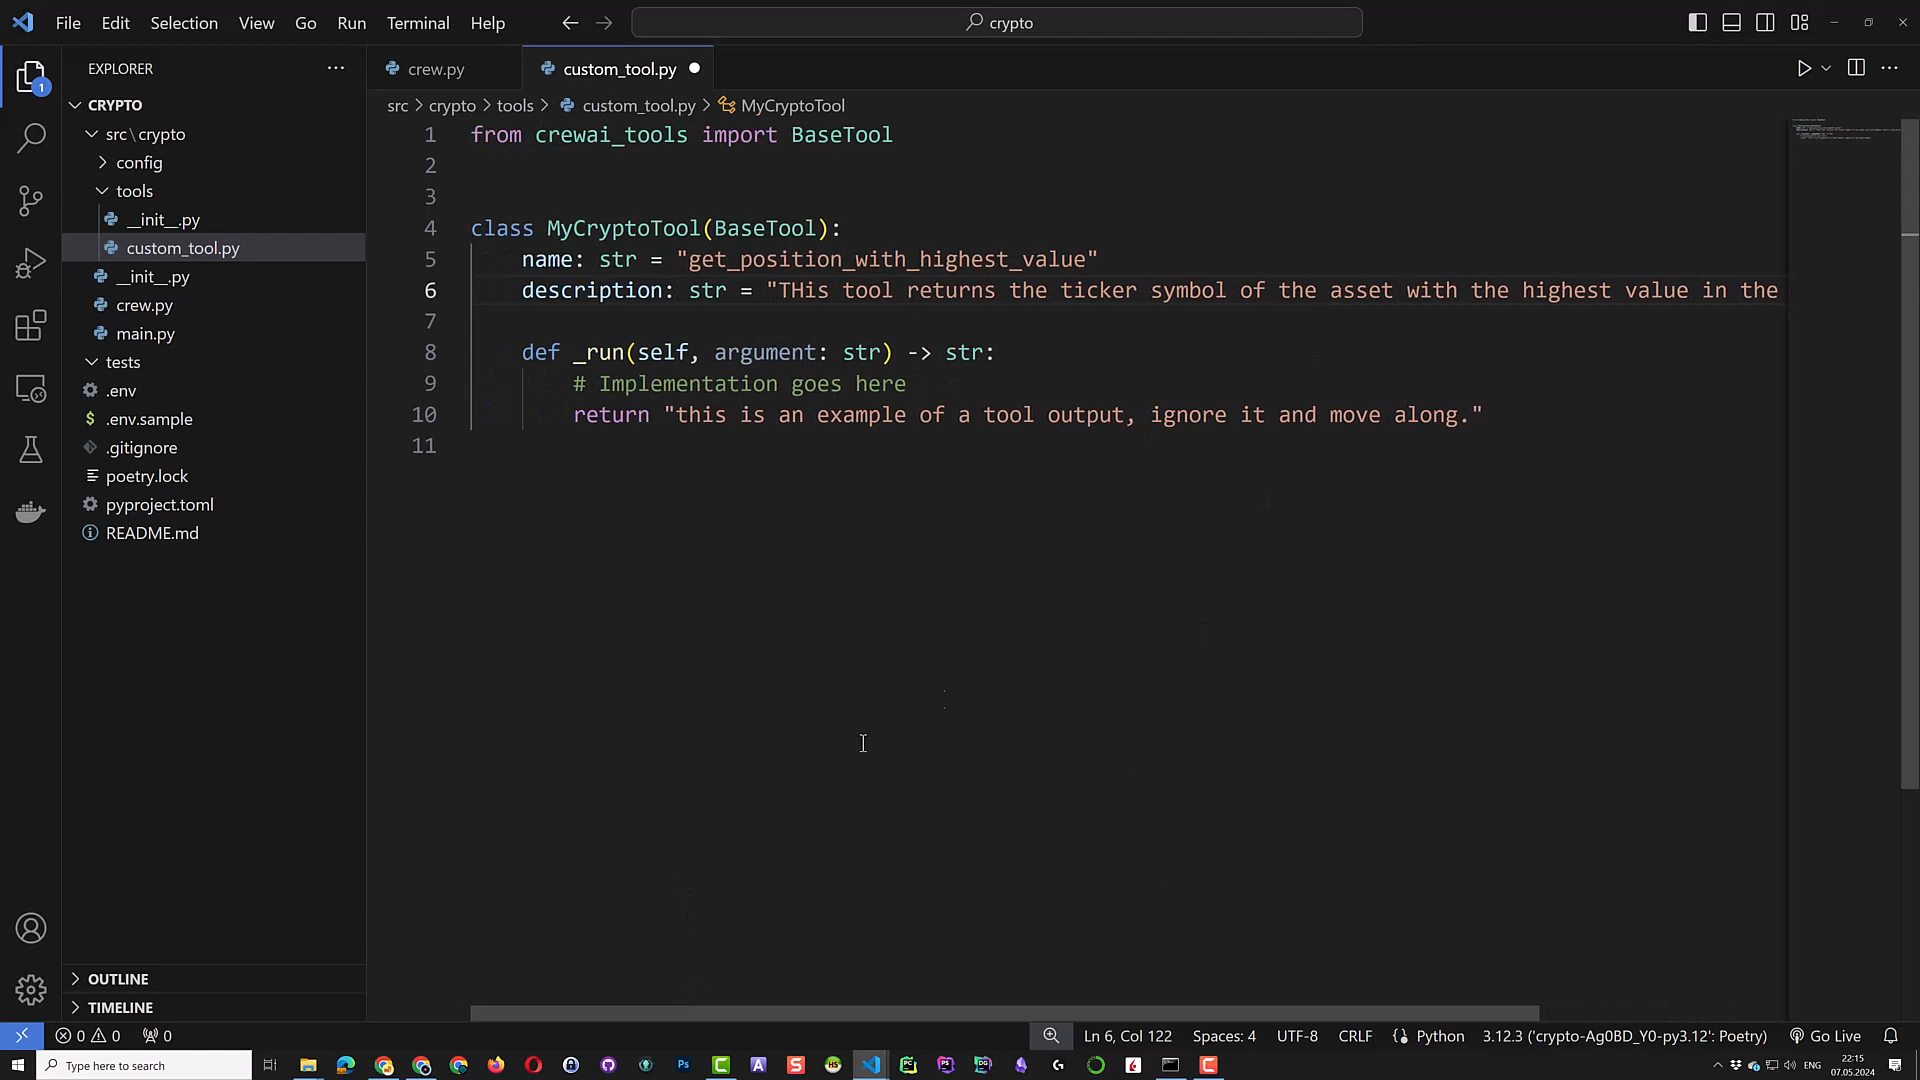 File Edit Selection View Go Run Terminal Help
crypto
EXPLORER
CRYPTO
src\crypto
config
tools
__init__.py
custom_tool.py
__init__.py
crew.py
main.py
tests
.env
.env.sample
.gitignore
poetry.lock
pyproject.toml
README.md
OUTLINE
TIMELINE
1
crew.py
custom_tool.py
src > crypto > tools > custom_tool.py > MyCryptoTool
1 from crewai_tools import BaseTool
2
3
4 class MyCryptoTool(BaseTool):
5 name: str = "get_position_with_highest_value"
6 description: str = "THis tool returns the ticker symbol of the asset with the highest value in the
7
8 def _run(self, argument: str) -> str:
9 # Implementation goes here
10 return "this is an example of a tool output, ignore it and move along."
11
0 0 0
Ln 6, Col 122 Spaces: 4 UTF-8 CRLF {} Python 3.12.3 ('crypto-Ag0BD_Y0-py3.12': Poetry) Go Live
Type here to search
ENG
22:15
07.05.2024